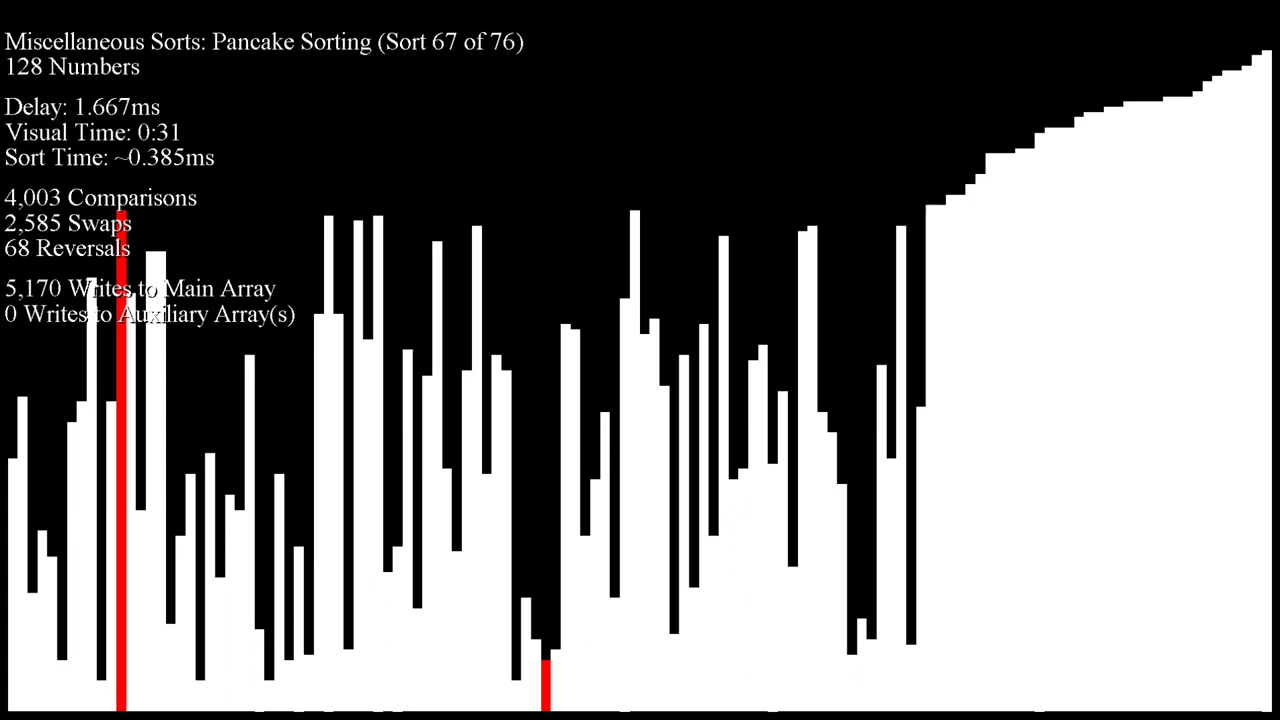 Miscellaneous Sorts: Pancake Sorting (Sort 67 of 76)
128 Numbers
Delay: 1.667ms
Visual Time: 0:31
Sort Time: ~0.385ms
4,003 Comparisons
2,585 Swaps
68 Reversals
5,170 Writes to Main Array
0 Writes to Auxiliary Array(s)